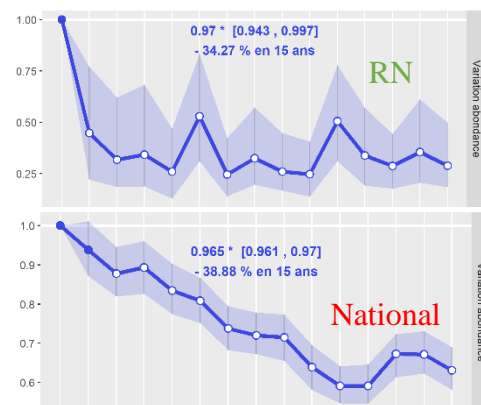 1.00
0.75
0.50
0.25
0.97 * [0.943 , 0.997]
- 34.27 % en 15 ans
RN
Variation abondance
1.0
0.9
0.8
0.7
0.6
0.965 * [0.961 , 0.97]
- 38.88 % en 15 ans
National
Variation abondance